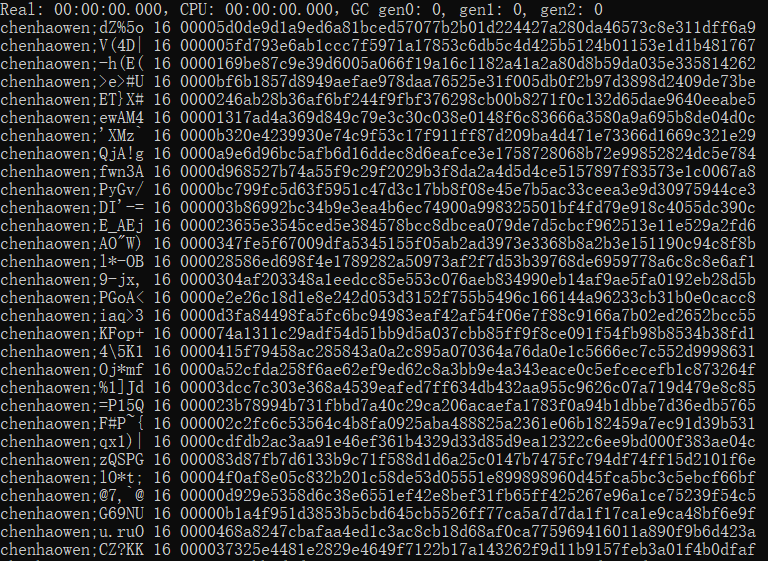 Real: 00:00:00.000, CPU: 00:00:00.000, GC gen0: 0, gen1: 0, gen2: 0
chenhaowen;dZ%5o 16 00005d0de9d1a9ed6a81bced57077b2b01d224427a280da46573c8e311dff6a9
chenhaowen;V(4D| 16 00005fd793e6ab1ccc7f5971a17853c6db5c4d425b5124b01153e1d1b481767
chenhaowen;-h(E( 16 0000169be87c9e39d6005a066f19a16c1182a41a2a80d8b59da035e335814262
chenhaowen;>e>#U 16 0000bf6b1857d8949aefae978daa76525e31f005db0f2b97d3898d2409de73be
chenhaowen;ET}X# 16 0000246ab28b36af6bf244f9fbf376298cb00b8271f0c132d65dae9640eeabe5
chenhaowen;ewAM4 16 00001317ad4a369d849c79e3c30c038e0148f6c83666a3580a9a695b8de04d0c
chenhaowen;'XMz` 16 0000b320e4239930e74c9f53c17f911ff87d209ba4d471e73366d1669c321e29
chenhaowen;QjA!g 16 0000a9e6d96bc5afb6d16ddec8d6eafce3e1758728068b72e99852824dc5e784
chenhaowen;fwn3A 16 0000d968527b74a55f9c29f2029b3f8da2a4d5d4ce5157897f83573e1c0067a8
chenhaowen;PyGv/ 16 0000bc799fc5d63f5951c47d3c17bb8f08e45e7b5ac33ceea3e9d30975944ce3
chenhaowen;DI'-= 16 00003b86992bc34b9e3ea4b6ec74900a998325501bf4fd79e918c4055dc390c
chenhaowen;E_AEj 16 000023655e3545ced5e384578bcc8dbcea079de7d5cbcf962513e11e529a2fd6
chenhaowen;AO"W) 16 0000347fe5f67009dfa5345155f05ab2ad3973e3368b8a2b3e151190c94c8f8b
chenhaowen;l*-OB 16 000028586ed698f4e1789282a50973af2f7d53b39768de6959778a6c8c8e6af1
chenhaowen;9-jx, 16 0000304af203348a1eedcc85e553c076aeb834990eb14af9ae5fa0192eb28d5b
chenhaowen;PGoA< 16 0000e2e26c18d1e8e242d053d3152f755b5496c166144a96233cb31b0e0cacc8
chenhaowen;iaq>3 16 0000d3fa84498fa5fc6bc94983eaf42af54f06e7f88c9166a7b02ed2652bcc55
chenhaowen;KFop+ 16 000074a1311c29adf54d51bb9d5a037cbb85ff9f8ce091f54fb98b8534b38fd1
chenhaowen;4\5K1 16 0000415f79458ac285843a0a2c895a070364a76da0e1c5666ec7c552d9998631
chenhaowen;Oj*mf 16 0000a52cfda258f6ae62ef9ed62c8a3bb9e4a343eace0c5efcecefb1c873264f
chenhaowen;%1]Jd 16 00003dcc7c303e368a4539eafed7ff634db432aa955c9626c07a719d479e8c85
chenhaowen;=P15Q 16 000023b78994b731fbbd7a40c29ca206acaefa1783f0a94b1dbbe7d36edb5765
chenhaowen;F#P~{ 16 00002c2fc6c53564c4b8fa0925aba488825a2361e06b182459a7ec91d39b531
chenhaowen;qx1)| 16 0000cdfdb2ac3aa91e46ef361b4329d33d85d9ea12322c6ee9bd000f383ae04c
chenhaowen;zQSPG 16 000083d87fb7d6133b9c71f588d1d6a25c0147b7475fc794df74ff15d2101f6e
chenhaowen;lO*t; 16 00004f0af8e05c832b201c58de53d05551e899898960d45fca5bc3c5ebcf66bf
chenhaowen;@7,@ 16 0000d929e5358d6c38e6551ef42e8bef31fb65ff425267e96a1ce75239f54c5
chenhaowen;G69NU 16 0000b1a4f951d3853b5cbd645cb5526ff77ca5a7d7da1f17ca1e9ca48bf6e9f
chenhaowen;u.ruO 16 0000468a8247cbafaa4ed1c3ac8cb18d68af0ca775969416011a890f9b6d423a
chenhaowen;CZ?KK 16 000037325e4481e2829e4649f7122b17a143262f9d11b9157feb3a01f4b0dfaf